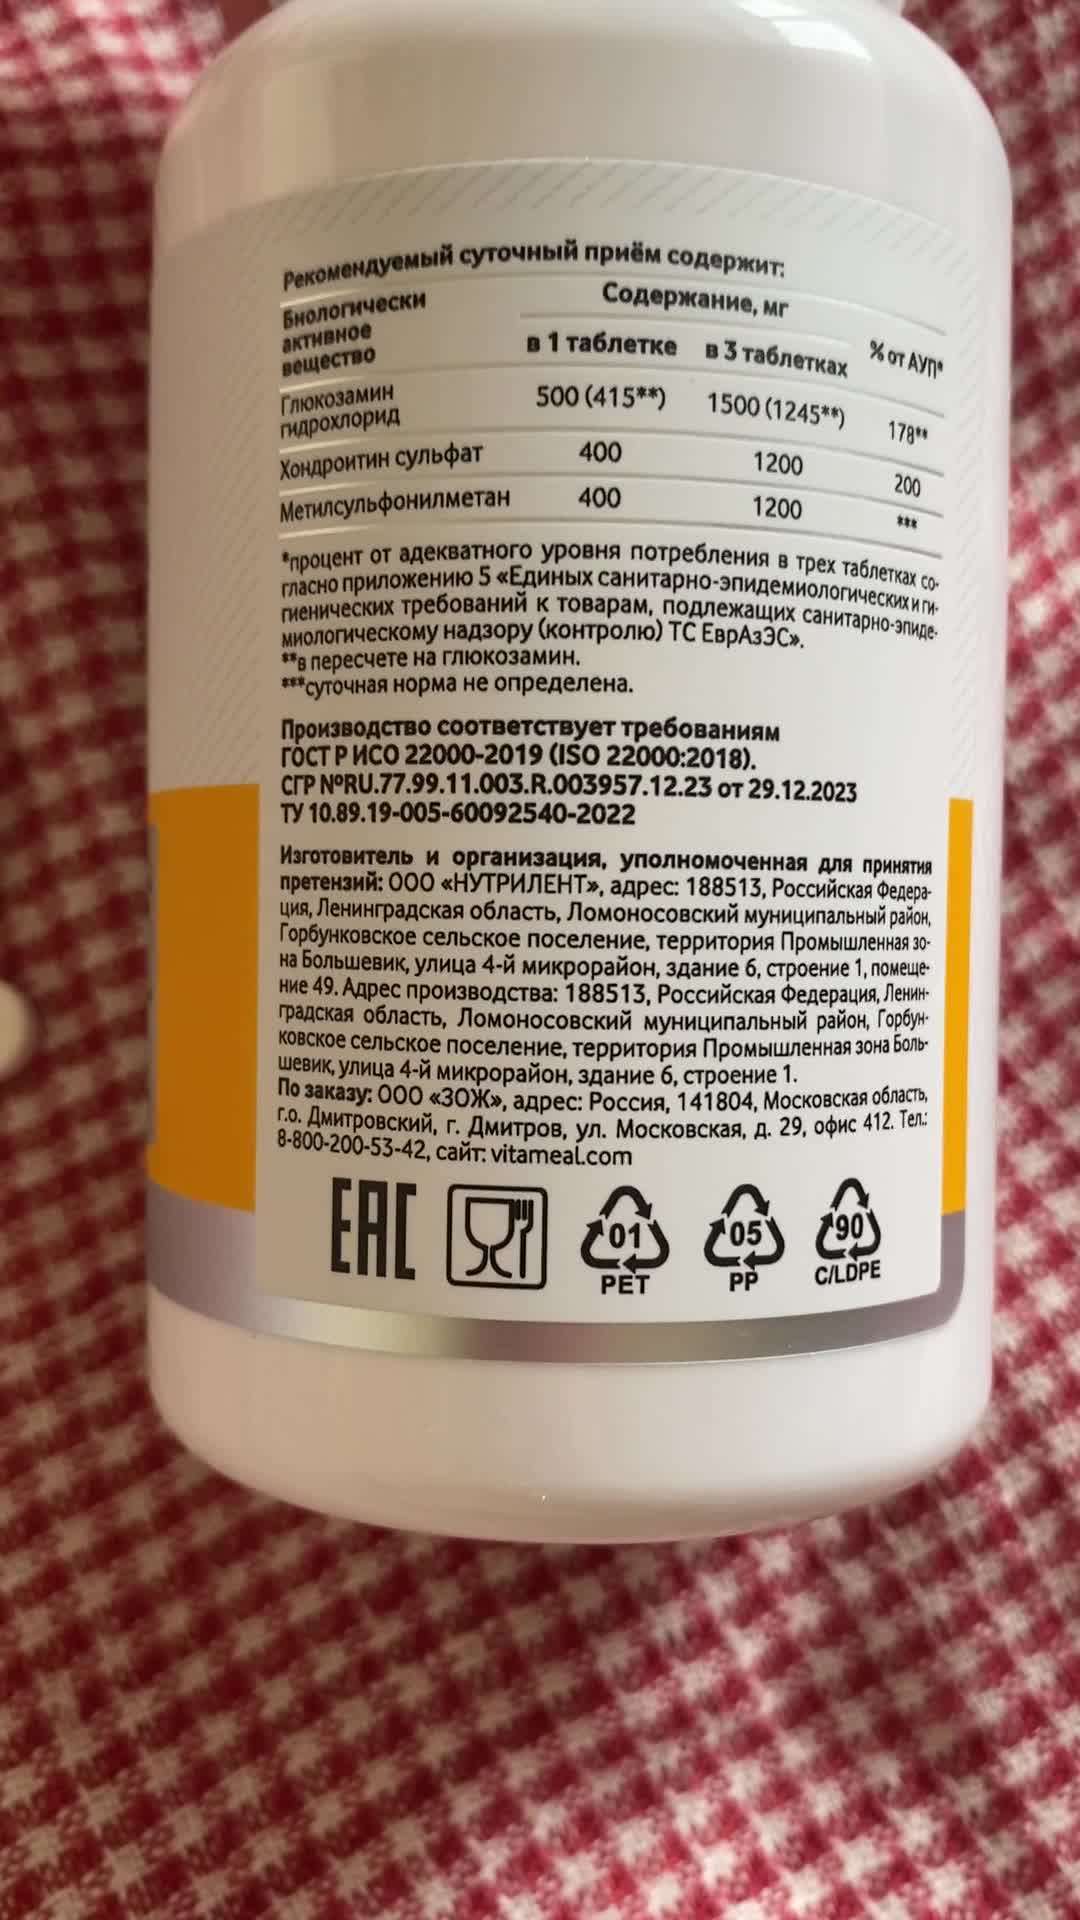 Рекомендуемый суточный приём содержит:
Биологически активное вещество
Содержание, мг
в 1 таблетке в 3 таблетках % от АУП*
Глюкозамин гидрохлорид 500 (415**) 1500 (1245**) 178**
Хондроитин сульфат 400 1200 200
Метилсульфонилметан 400 1200 ***
*процент от адекватного уровня потребления в трех таблетках со-
гласно приложению 5 «Единых санитарно-эпидемиологических и ги-
гиенических требований к товарам, подлежащих санитарно-эпиде-
миологическому надзору (контролю) ТС ЕврАзЭС».
**в пересчете на глюкозамин.
***суточная норма не определена.
Производство соответствует требованиям
ГОСТ Р ИСО 22000-2019 (ISO 22000:2018).
СГР №RU.77.99.11.003.R.003957.12.23 от 29.12.2023
ТУ 10.89.19-005-60092540-2022
Изготовитель и организация, уполномоченная для принятия
претензий: ООО «НУТРИЛЕНТ», адрес: 188513, Российская Федера-
ция, Ленинградская область, Ломоносовский муниципальный район,
Горбунковское сельское поселение, территория Промышленная зо-
на Большевик, улица 4-й микрорайон, здание 6, строение 1, помеще-
ние 49. Адрес производства: 188513, Российская Федерация, Ленин-
градская область, Ломоносовский муниципальный район, Горбун-
ковское сельское поселение, территория Промышленная зона Боль-
шевик, улица 4-й микрорайон, здание 6, строение 1.
По заказу: ООО «ЗОЖ», адрес: Россия, 141804, Московская область,
г.о. Дмитровский, г. Дмитров, ул. Московская, д. 29, офис 412. Тел.:
8-800-200-53-42, сайт: vitameal.com
EAC 01 05 90
PET PP C/LDPE